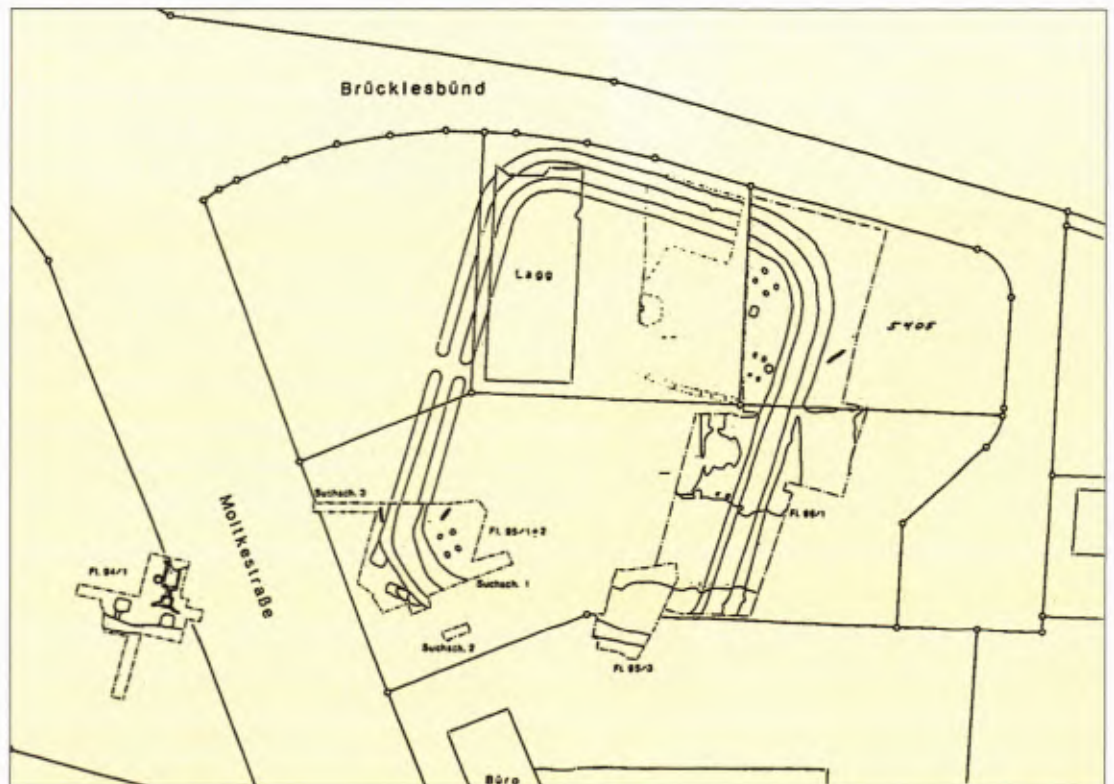 Brücklesbünd
Lagg
5405
Suchsch. 3
Fl. 95/1+2
Fl. 96/1
Moltkestraße
Fl. 94/1
Suchsch. 1
Suchsch. 2
Fl. 95/3
Büro